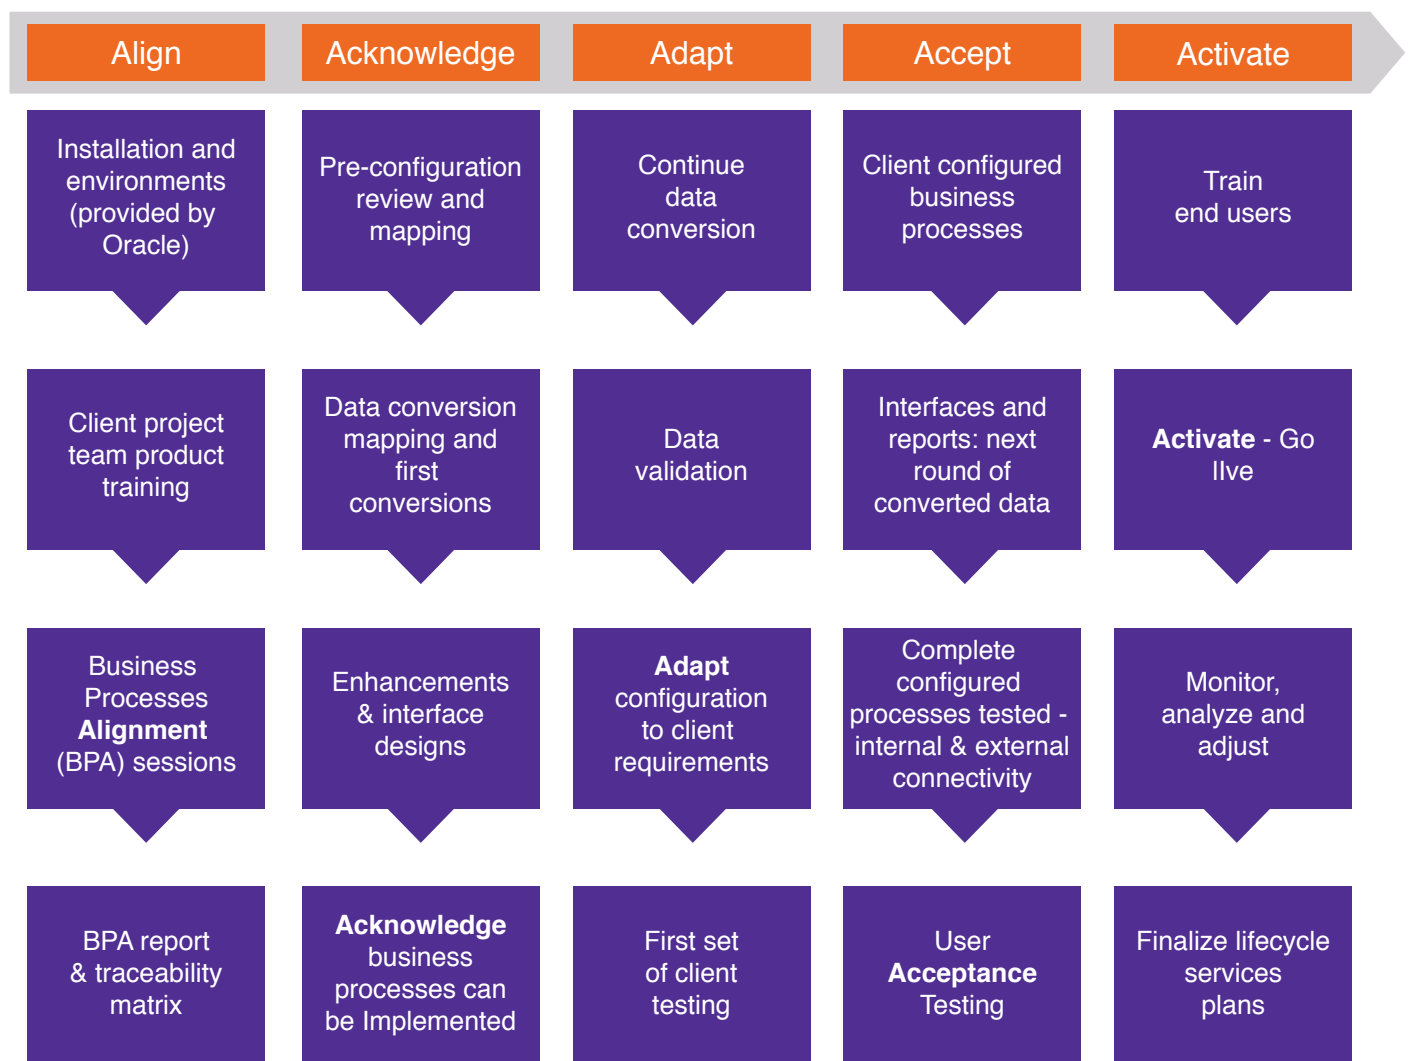 Align
Acknowledge
Adapt
Accept
Activate
Installation and
environments
(provided by
Oracle)
Pre-configuration
review and
mapping
Continue
data
conversion
Client configured
business
processes
Train
end users
Client project
team product
training
Data conversion
mapping and
first
conversions
Data
validation
Interfaces and
reports: next
round of
converted data
Activate - Go
lIve
Business
Processes
Alignment
(BPA) sessions
Enhancements
& interface
designs
Adapt
configuration
to client
requirements
Complete
configured
processes tested -
internal & external
connectivity
Monitor,
analyze and
adjust
BPA report
& traceability
matrix
Acknowledge
business
processes can
be Implemented
First set
of client
testing
User
Acceptance
Testing
Finalize lifecycle
services
plans